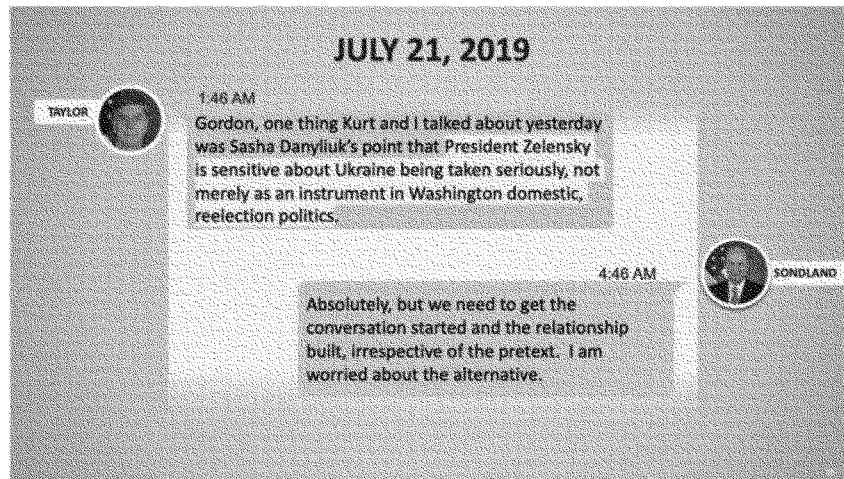 JULY 21, 2019
TAYLOR
1:46 AM
Gordon, one thing Kurt and I talked about yesterday
was Sasha Danyliuk's point that President Zelensky
is sensitive about Ukraine being taken seriously, not
merely as an instrument in Washington domestic,
reelection politics.
4:46 AM
SONDLAND
Absolutely, but we need to get the
conversation started and the relationship
built, irrespective of the pretext. I am
worried about the alternative.